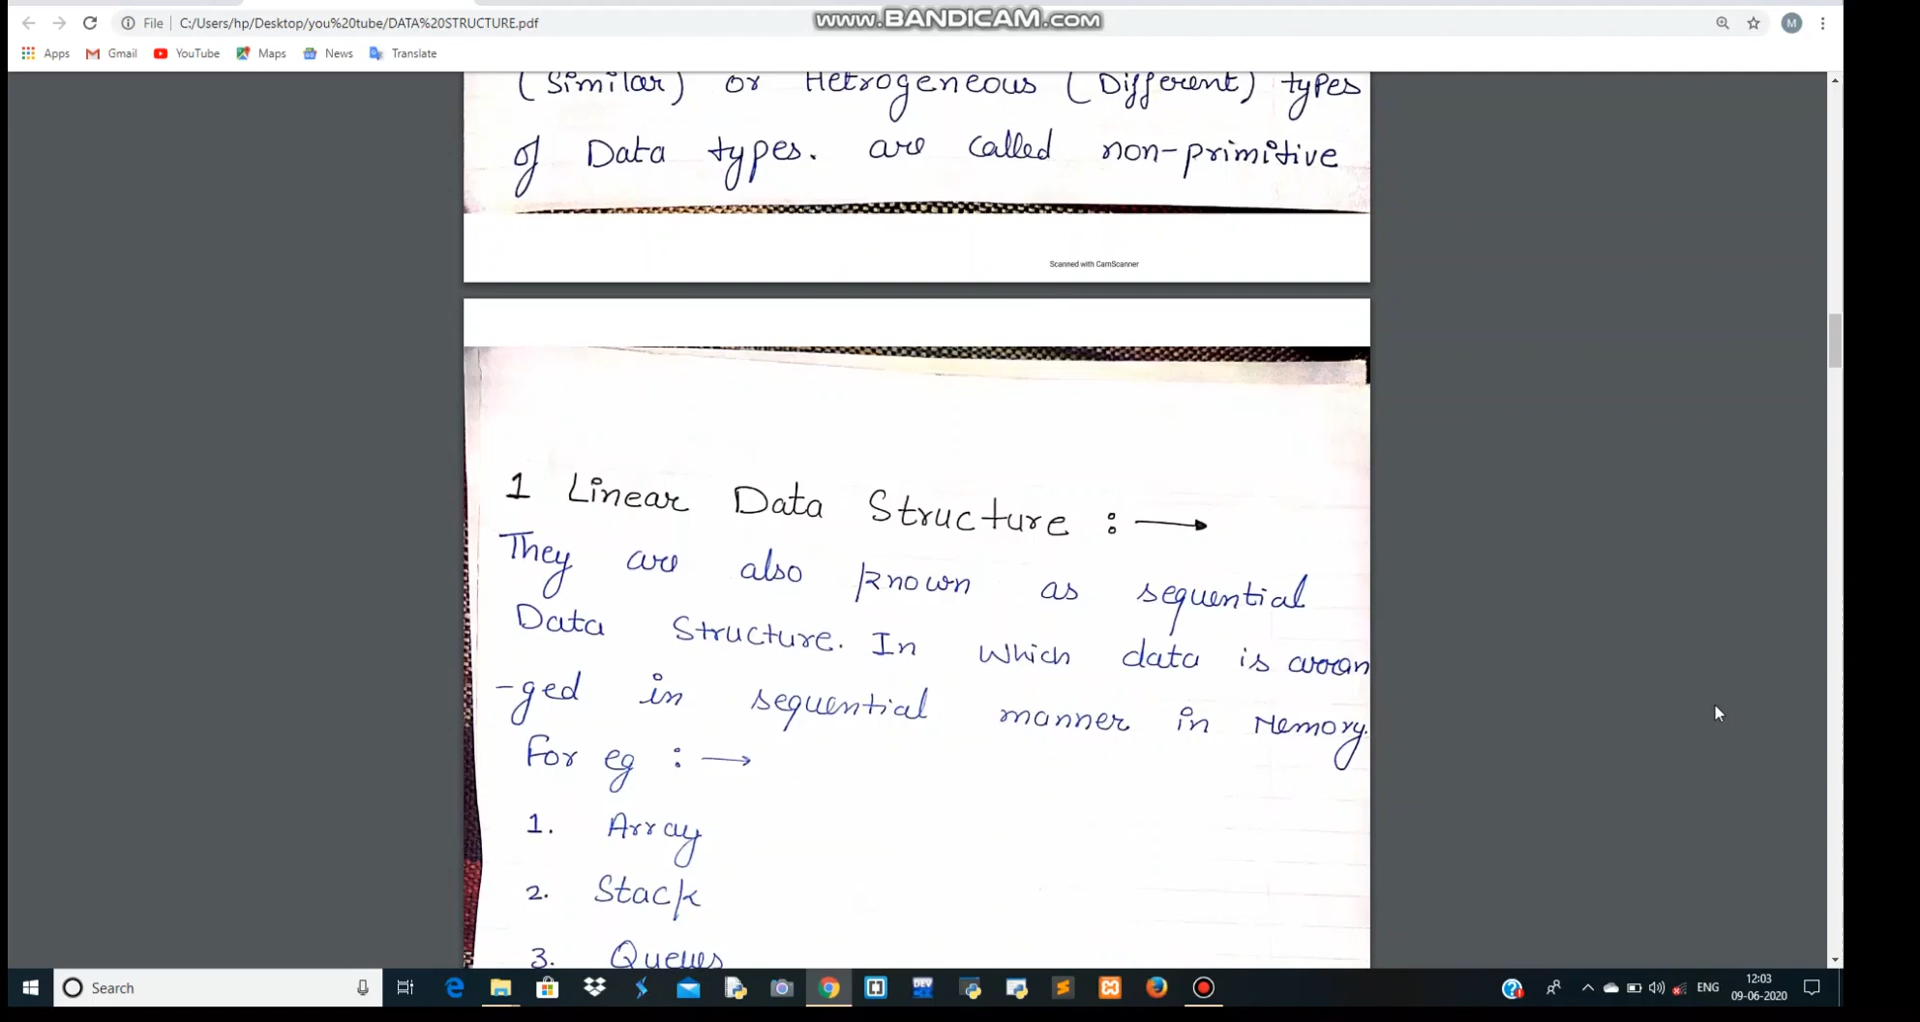 File C:/Users/hp/Desktop/you%20tube/DATA%20STRUCTURE.pdf
www.BANDICAM.com
M
Apps Gmail YouTube Maps News Translate
(Similar) or Hetrogeneous (Different) types
of Data types. are called non-primitive
Scanned with CamScanner
1 Linear Data Structure :→
They are also known as sequential
Data Structure. In Which data is arran
-ged in sequential manner in Memory.
For eg :→
1. Array
2. Stack
3. Queues
Search
DEV
ENG
12:03
09-06-2020